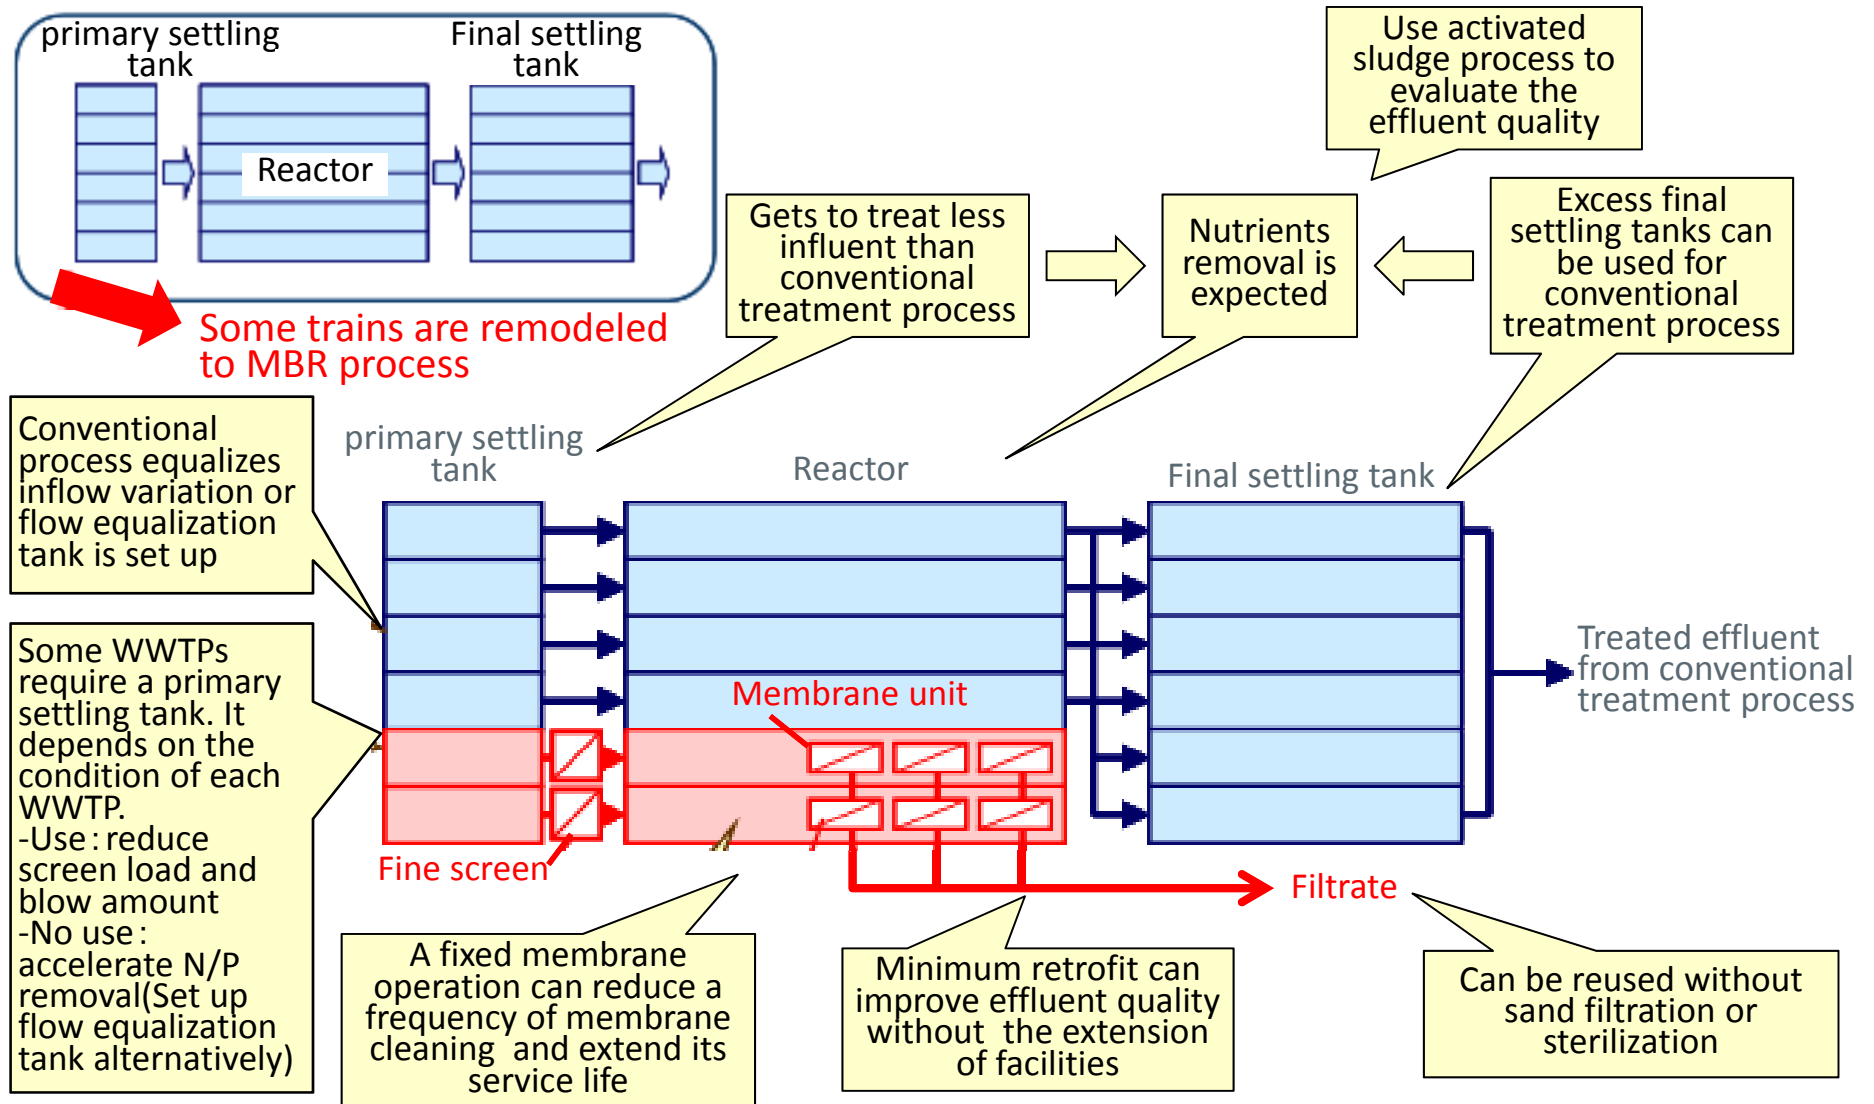 primary settling
tank
Final settling
tank
Reactor
Some trains are remodeled
to MBR process
Use activated
sludge process to
evaluate the
effluent quality
Gets to treat less
influent than
conventional
treatment process
Nutrients
removal is
expected
Excess final
settling tanks can
be used for
conventional
treatment process
Conventional
process equalizes
inflow variation or
flow equalization
tank is set up
primary settling
tank
Reactor
Final settling tank
Some WWTPs
require a primary
settling tank. It
depends on the
condition of each
WWTP.
-Use : reduce
screen load and
blow amount
-No use :
accelerate N/P
removal(Set up
flow equalization
tank alternatively)
Membrane unit
Treated effluent
from conventional
treatment process
Fine screen
Filtrate
A fixed membrane
operation can reduce a
frequency of membrane
cleaning and extend its
service life
Minimum retrofit can
improve effluent quality
without the extension
of facilities
Can be reused without
sand filtration or
sterilization